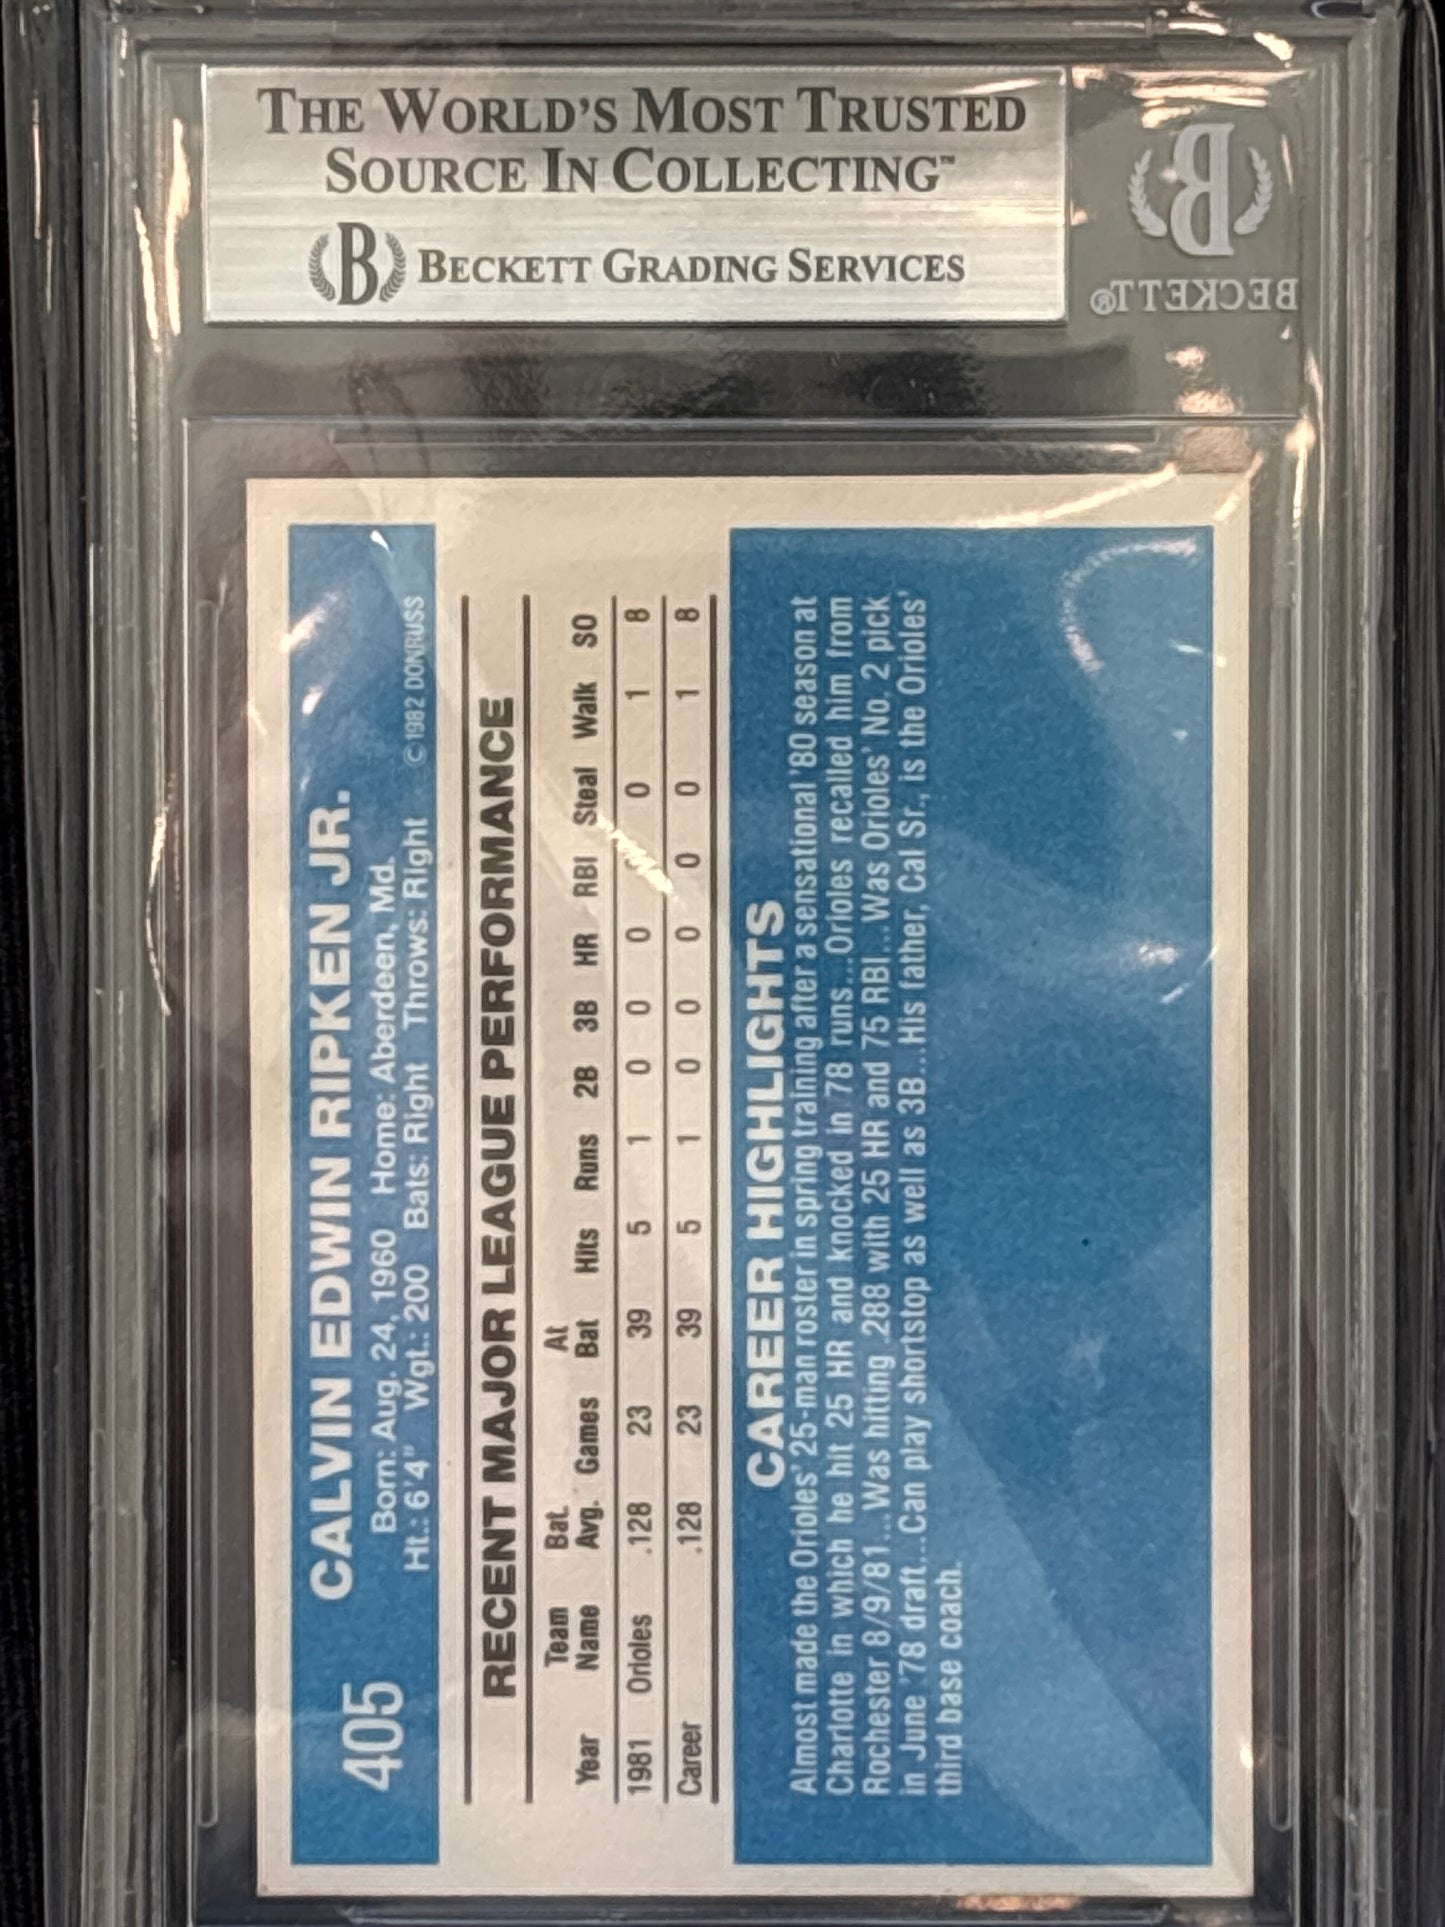 THE WORLD'S MOST TRUSTED
SOURCE IN COLLECTING™
B BECKETT GRADING SERVICES
B
BECKETT®
405 CALVIN EDWIN RIPKEN JR.
Born: Aug. 24, 1960 Home: Aberdeen, Md.
Ht.: 6'4" Wgt.: 200 Bats: Right Throws: Right ©1982 DONRUSS
RECENT MAJOR LEAGUE PERFORMANCE
Team Bat. At
Year Name Avg. Games Bat Hits Runs 2B 3B HR RBI Steal Walk SO
1981 Orioles .128 23 39 5 1 0 0 0 0 1 8
Career .128 23 39 5 1 0 0 0 0 0 1 8
CAREER HIGHLIGHTS
Almost made the Orioles' 25-man roster in spring training after a sensational '80 season at
Charlotte in which he hit 25 HR and knocked in 78 runs...Orioles recalled him from
Rochester 8/9/81...Was hitting .288 with 25 HR and 75 RBI...Was Orioles' No. 2 pick
in June '78 draft...Can play shortstop as well as 3B...His father, Cal Sr., is the Orioles'
third base coach.